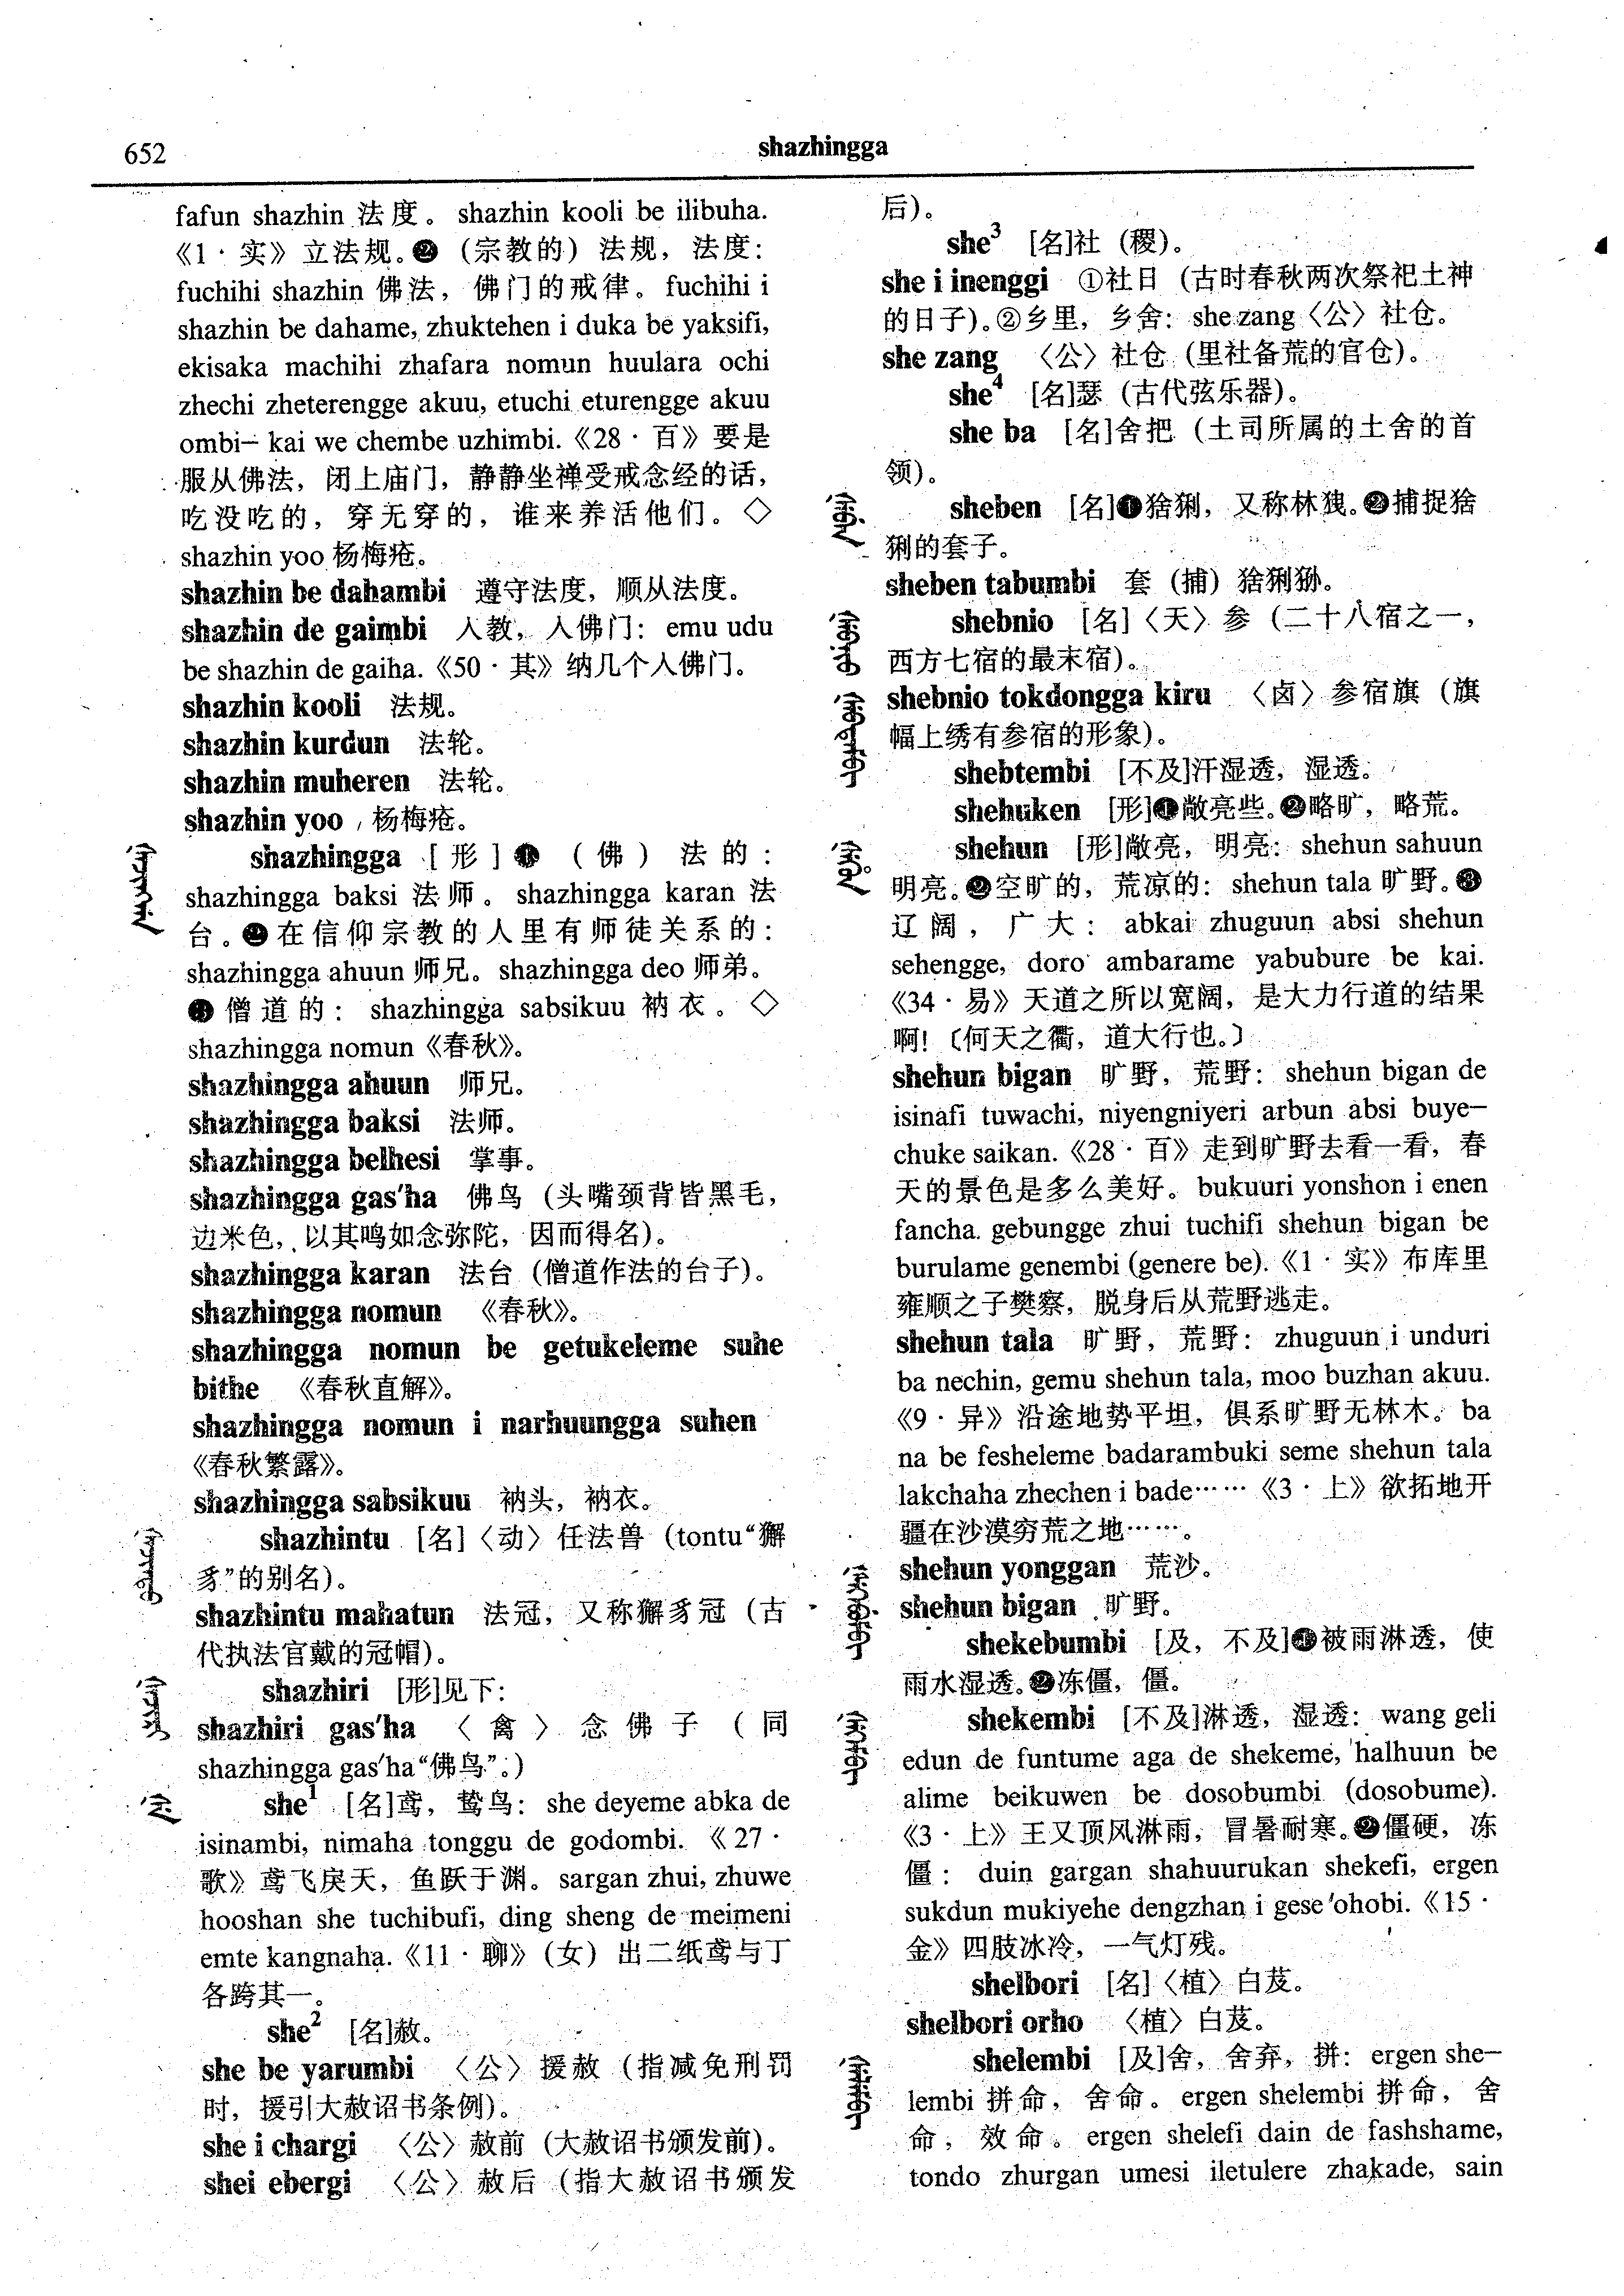 652
shazhingga
fafun shazhin 法度。 shazhin kooli be ilibuha.
《1·实》立法规。❷（宗教的）法规，法度：
fuchihi shazhin 佛法，佛门的戒律。fuchihi i
shazhin be dahame, zhuktehen i duka be yaksifi,
ekisaka machihi zhafara nomun huulara ochi
zhechi zheterengge akuu, etuchi eturengge akuu
ombi— kai we chembe uzhimbi.《28·百》要是
服从佛法，闭上庙门，静静坐禅受戒念经的话，
吃没吃的，穿无穿的，谁来养活他们。◇
shazhin yoo 杨梅疮。
shazhin be dahambi 遵守法度，顺从法度。
shazhin de gaimbi 人教，人佛门：emu udu
be shazhin de gaiha.《50·其》纳几个人佛门。
shazhin kooli 法规。
shazhin kurdun 法轮。
shazhin muheren 法轮。
shazhin yoo 杨梅疮。
shazhingga [形]❶（佛）法的：
shazhingga baksi 法师。shazhingga karan 法
台。❷在信仰宗教的人里有师徒关系的：
shazhingga ahuun 师兄。shazhingga deo 师弟。
❸僧道的：shazhingga sabsikuu 衲衣。◇
shazhingga nomun《春秋》。
shazhingga ahuun 师兄。
shazhingga baksi 法师。
shazhingga belhesi 掌事。
shazhingga gas'ha 佛鸟（头嘴颈背皆黑毛，
边米色，以其鸣如念弥陀，因而得名）。
shazhingga karan 法台（僧道作法的台子）。
shazhingga nomun 《春秋》。
shazhingga nomun be getukeleme suhe
bithe 《春秋直解》。
shazhingga nomun i narhuungga suhen
《春秋繁露》。
shazhingga sabsikuu 衲头，衲衣。
shazhintu [名]〈动〉任法兽（tontu“獬
豸”的别名）。
shazhintu mahatun 法冠，又称獬豸冠（古
代执法官戴的冠帽）。
shazhiri [形]见下：
shazhiri gas'ha 〈禽〉念佛子（同
shazhingga gas'ha“佛鸟”。）
she¹ [名]鸢，鸷鸟：she deyeme abka de
isinambi, nimaha tonggu de godombi.《27·
歌》鸢飞戾天，鱼跃于渊。sargan zhui, zhuwe
hooshan she tuchibufi, ding sheng de meimeni
emte kangnaha.《11·聊》（女）出二纸鸢与丁
各跨其一。
she² [名]赦。
she be yarumbi 〈公〉援赦（指减免刑罚
时，援引大赦诏书条例）。
she i chargi 〈公〉赦前（大赦诏书颁发前）。
shei ebergi 〈公〉赦后（指大赦诏书颁发
后）。
she³ [名]社（稷）。
she i inenggi ①社日（古时春秋两次祭祀土神
的日子）。②乡里，乡舍：she zang〈公〉社仓。
she zang 〈公〉社仓（里社备荒的官仓）。
she⁴ [名]瑟（古代弦乐器）。
she ba [名]舍把（土司所属的土舍的首
领）。
sheben [名]❶猞猁，又称林狭。❷捕捉猞
猁的套子。
sheben tabumbi 套（捕）猞猁狲。
shebnio [名]〈天〉参（二十八宿之一，
西方七宿的最末宿）。
shebnio tokdongga kiru 〈卤〉参宿旗（旗
幅上绣有参宿的形象）。
shebtembi [不及]汗湿透，湿透。
shehuken [形]❶敞亮些。❷略旷，略荒。
shehun [形]敞亮，明亮：shehun sahuun
明亮。❷空旷的，荒凉的：shehun tala 旷野。❸
辽阔，广大：abkai zhuguun absi shehun
sehengge, doro ambarame yabubure be kai.
《34·易》天道之所以宽阔，是大力行道的结果
啊！〔何天之衢，道大行也。〕
shehun bigan 旷野，荒野：shehun bigan de
isinafi tuwachi, niyengniyeri arbun absi buye—
chuke saikan.《28·百》走到旷野去看一看，春
天的景色是多么美好。bukuuri yonshon i enen
fancha. gebungge zhui tuchifi shehun bigan be
burulame genembi (genere be).《1·实》布库里
雍顺之子樊察，脱身后从荒野逃走。
shehun tala 旷野，荒野：zhuguun i unduri
ba nechin, gemu shehun tala, moo buzhan akuu.
《9·异》沿途地势平坦，俱系旷野无林木。ba
na be fesheleme badarambuki seme shehun tala
lakchaha zhechen i bade……《3·上》欲拓地开
疆在沙漠穷荒之地……。
shehun yonggan 荒沙。
shehun bigan 旷野。
shekebumbi [及，不及]❶被雨淋透，使
雨水湿透。❷冻僵，僵。
shekembi [不及]淋透，湿透：wang geli
edun de funtume aga de shekeme, halhuun be
alime beikuwen be dosobumbi (dosobume).
《3·上》王又顶风淋雨，冒暑耐寒。❷僵硬，冻
僵：duin gargan shahuurukan shekefi, ergen
sukdun mukiyehe dengzhan i gese ohobi.《15·
金》四肢冰冷，一气灯残。
shelbori [名]〈植〉白芨。
shelbori orho 〈植〉白芨。
shelembi [及]舍，舍弃，拼：ergen she—
lembi 拼命，舍命。ergen shelembi 拼命，舍
命，效命。ergen shelefi dain de fashshame,
tondo zhurgan umesi iletulere zhakade, sain